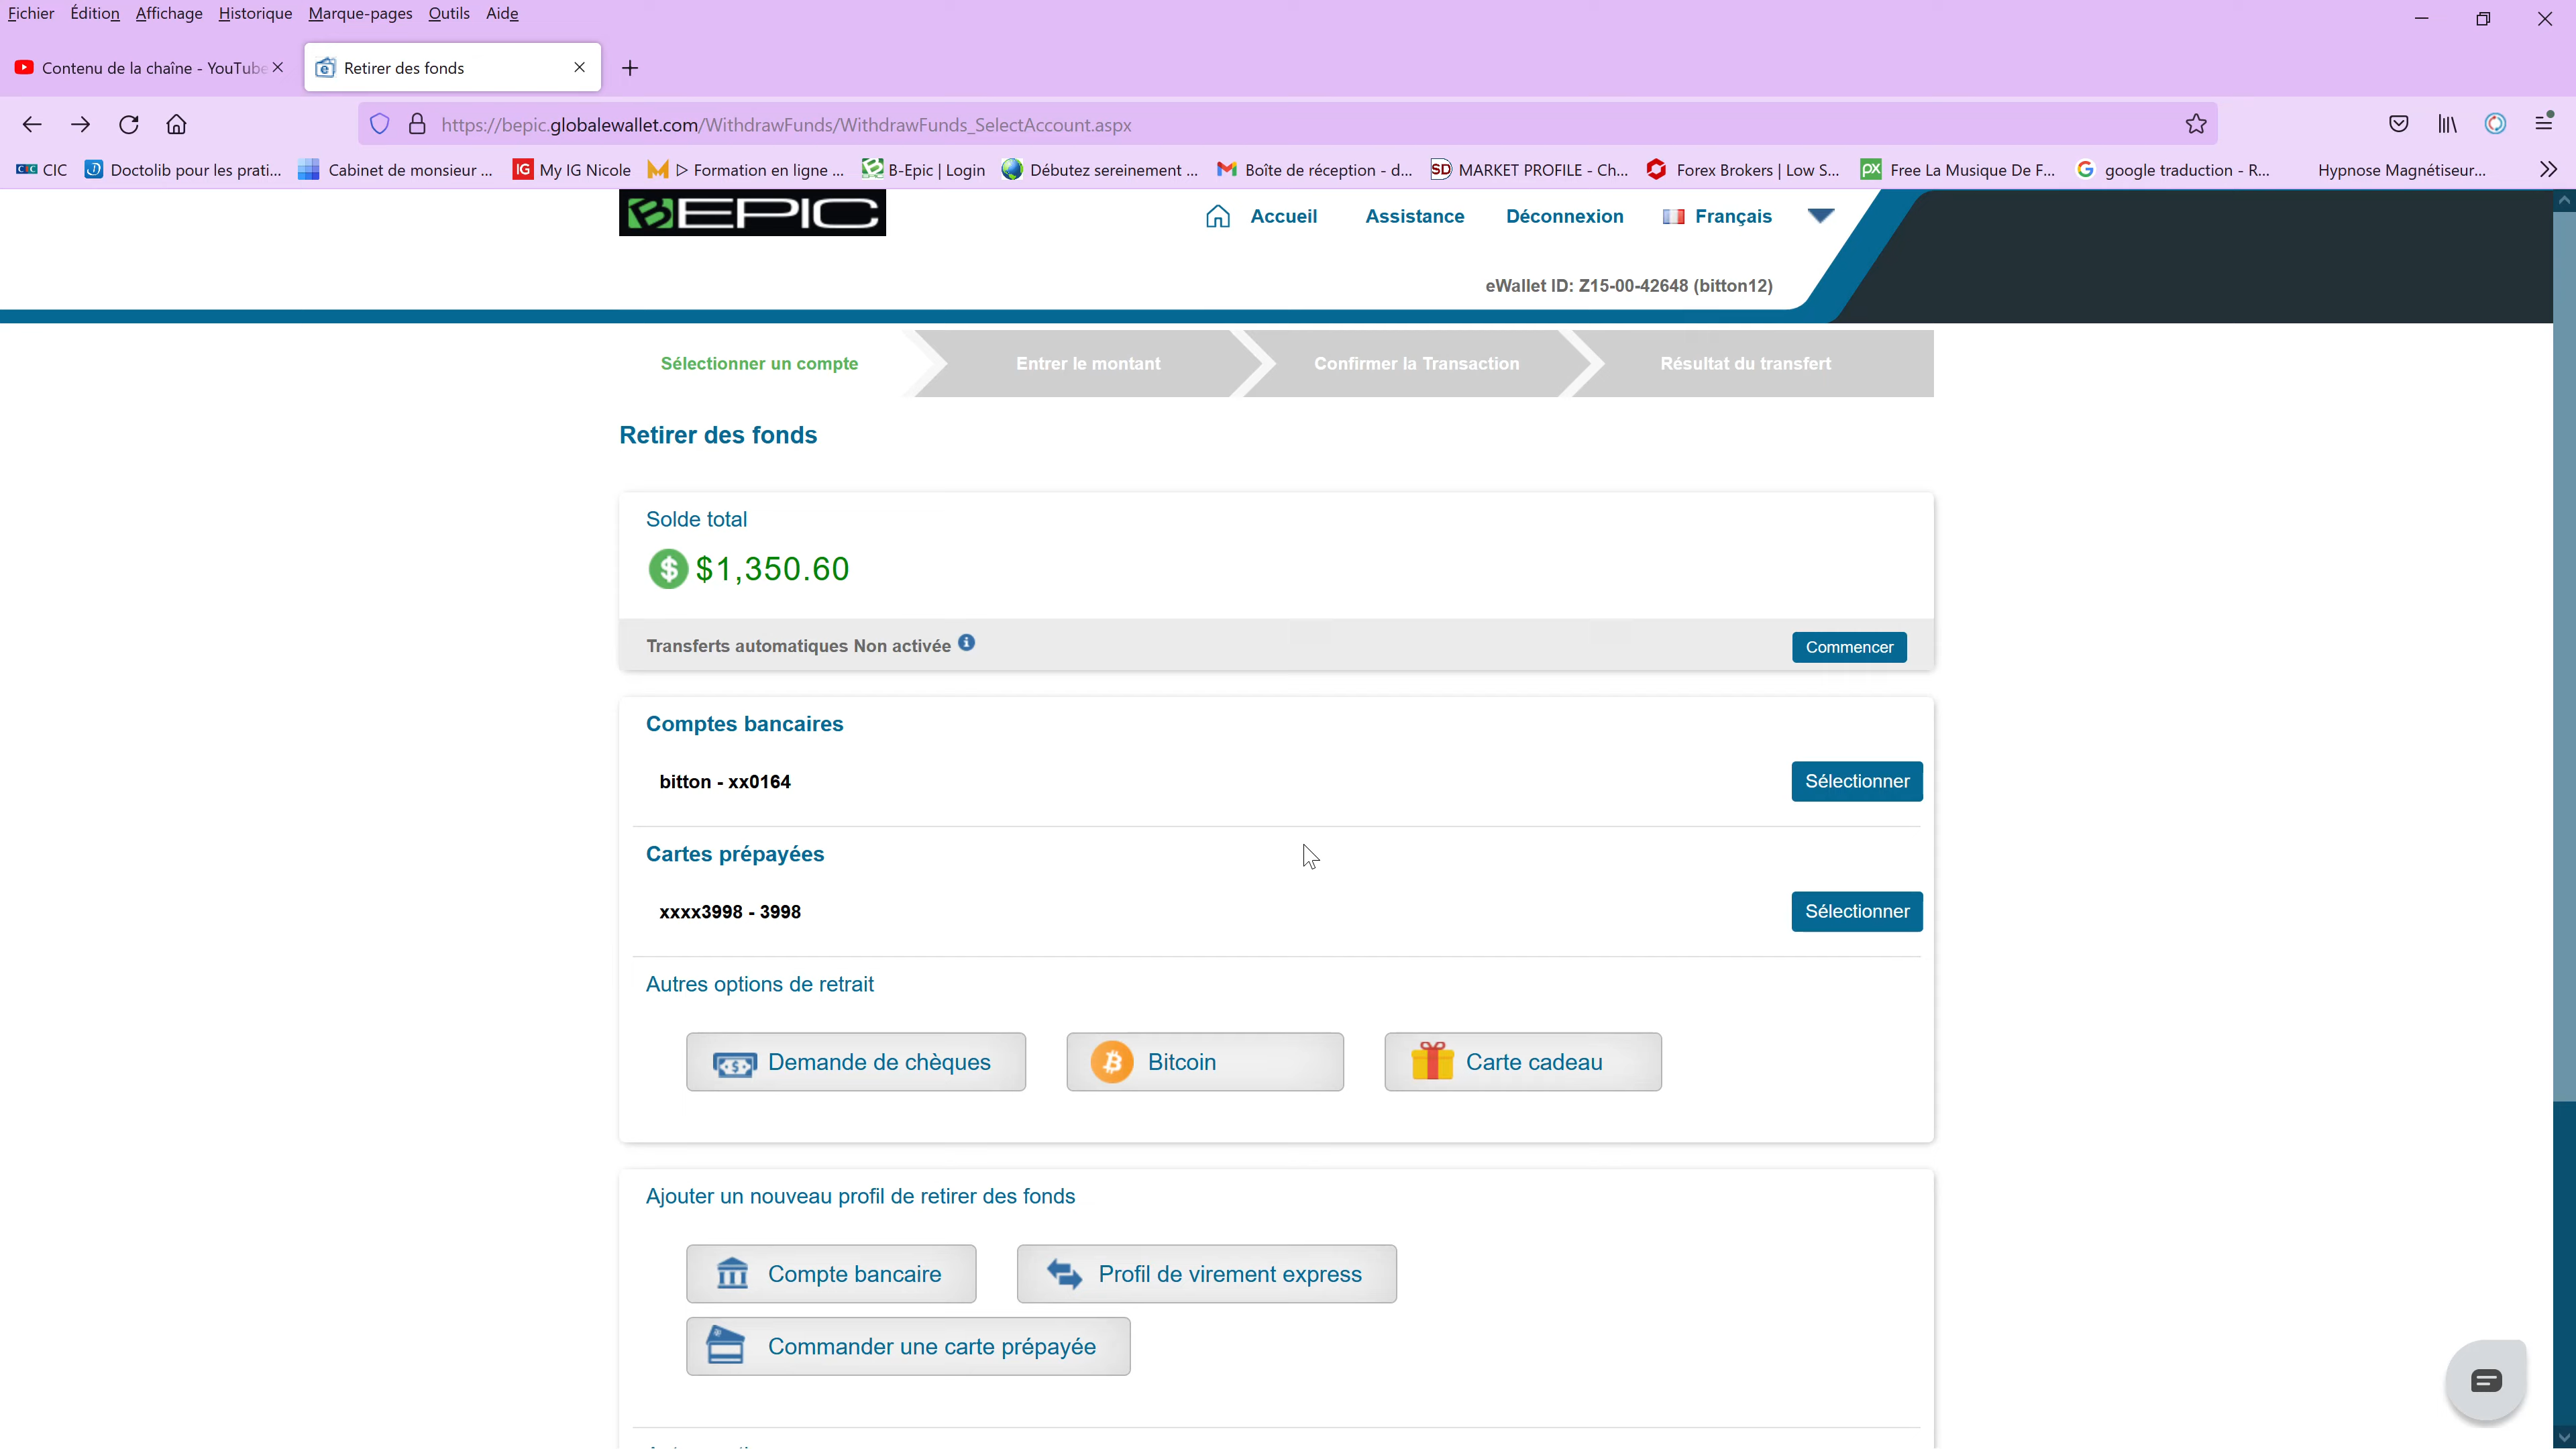 Fichier Édition Affichage Historique Marque-pages Outils Aide
Contenu de la chaîne - YouTube Retirer des fonds
https://bepic.globalewallet.com/WithdrawFunds/WithdrawFunds_SelectAccount.aspx
CIC Doctolib pour les prati... Cabinet de monsieur ... IG My IG Nicole ▷ Formation en ligne ... B-Epic | Login Débutez sereinement ... Boîte de réception - d... SD MARKET PROFILE - Ch... Forex Brokers | Low S... px Free La Musique De F... google traduction - R... Hypnose Magnétiseur...
BEPIC Accueil Assistance Déconnexion Français
eWallet ID: Z15-00-42648 (bitton12)
Sélectionner un compte Entrer le montant Confirmer la Transaction Résultat du transfert
Retirer des fonds
Solde total
$1,350.60
Transferts automatiques Non activée Commencer
Comptes bancaires
bitton - xx0164 Sélectionner
Cartes prépayées
xxxx3998 - 3998 Sélectionner
Autres options de retrait
Demande de chèques Bitcoin Carte cadeau
Ajouter un nouveau profil de retirer des fonds
Compte bancaire Profil de virement express
Commander une carte prépayée